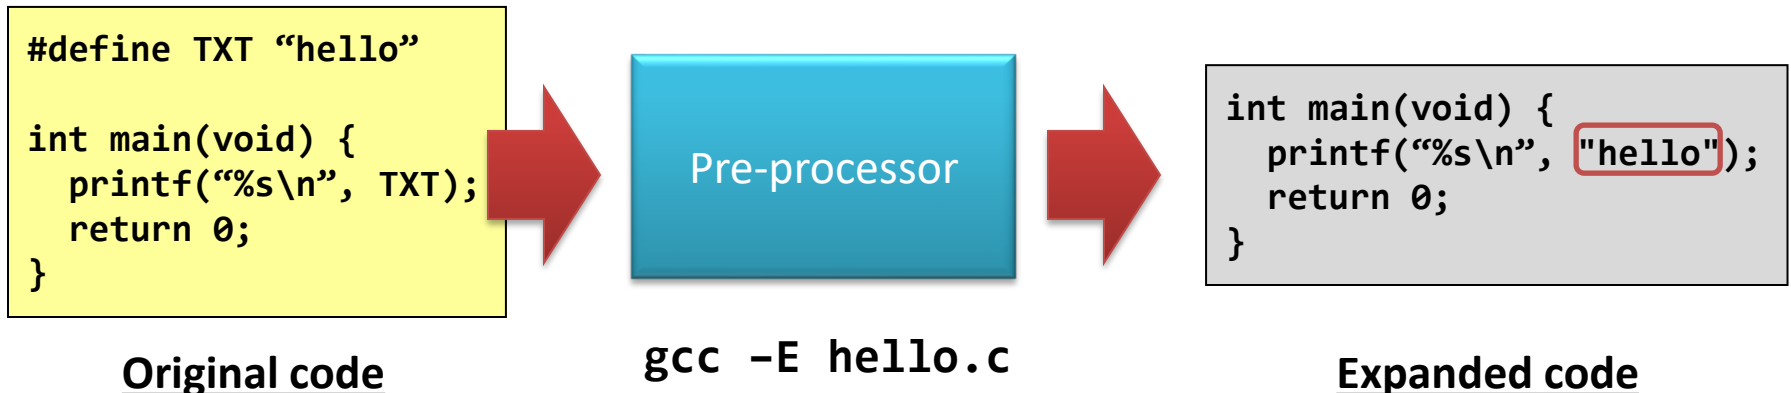 #define TXT “hello”
int main(void) {
printf(“%s\n”, TXT);
return 0;
}
Original code
Pre-processor
gcc –E hello.c
int main(void) {
printf(“%s\n”, "hello");
return 0;
}
Expanded code